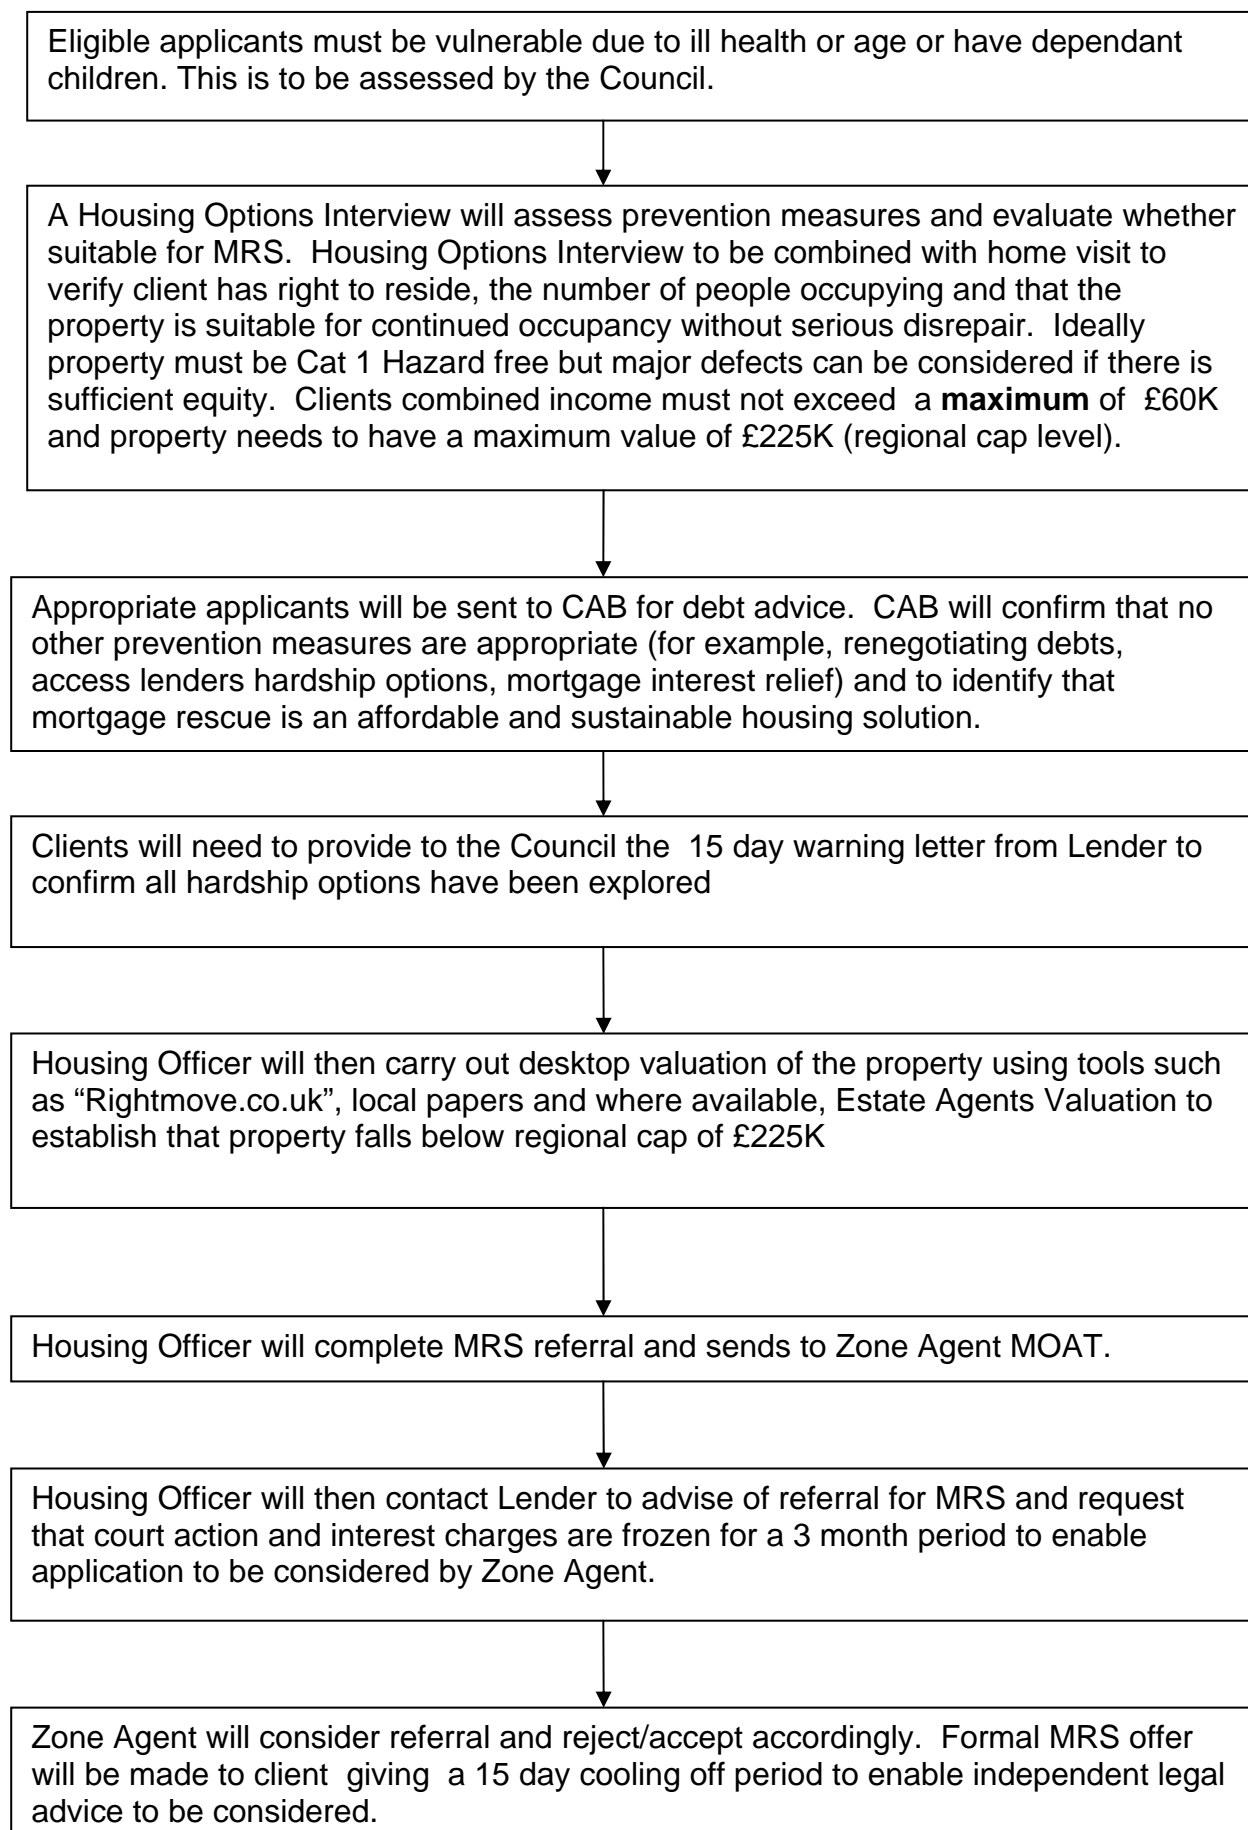 Eligible applicants must be vulnerable due to ill health or age or have dependant
children. This is to be assessed by the Council.
A Housing Options Interview will assess prevention measures and evaluate whether
suitable for MRS.  Housing Options Interview to be combined with home visit to
verify client has right to reside, the number of people occupying and that the
property is suitable for continued occupancy without serious disrepair.  Ideally
property must be Cat 1 Hazard free but major defects can be considered if there is
sufficient equity.  Clients combined income must not exceed  a maximum of  £60K
and property needs to have a maximum value of £225K (regional cap level).
Appropriate applicants will be sent to CAB for debt advice.  CAB will confirm that no
other prevention measures are appropriate (for example, renegotiating debts,
access lenders hardship options, mortgage interest relief) and to identify that
mortgage rescue is an affordable and sustainable housing solution.
Clients will need to provide to the Council the  15 day warning letter from Lender to
confirm all hardship options have been explored
Housing Officer will then carry out desktop valuation of the property using tools such
as “Rightmove.co.uk”, local papers and where available, Estate Agents Valuation to
establish that property falls below regional cap of £225K
Housing Officer will complete MRS referral and sends to Zone Agent MOAT.
Housing Officer will then contact Lender to advise of referral for MRS and request
that court action and interest charges are frozen for a 3 month period to enable
application to be considered by Zone Agent.
Zone Agent will consider referral and reject/accept accordingly.  Formal MRS offer
will be made to client  giving  a 15 day cooling off period to enable independent legal
advice to be considered.